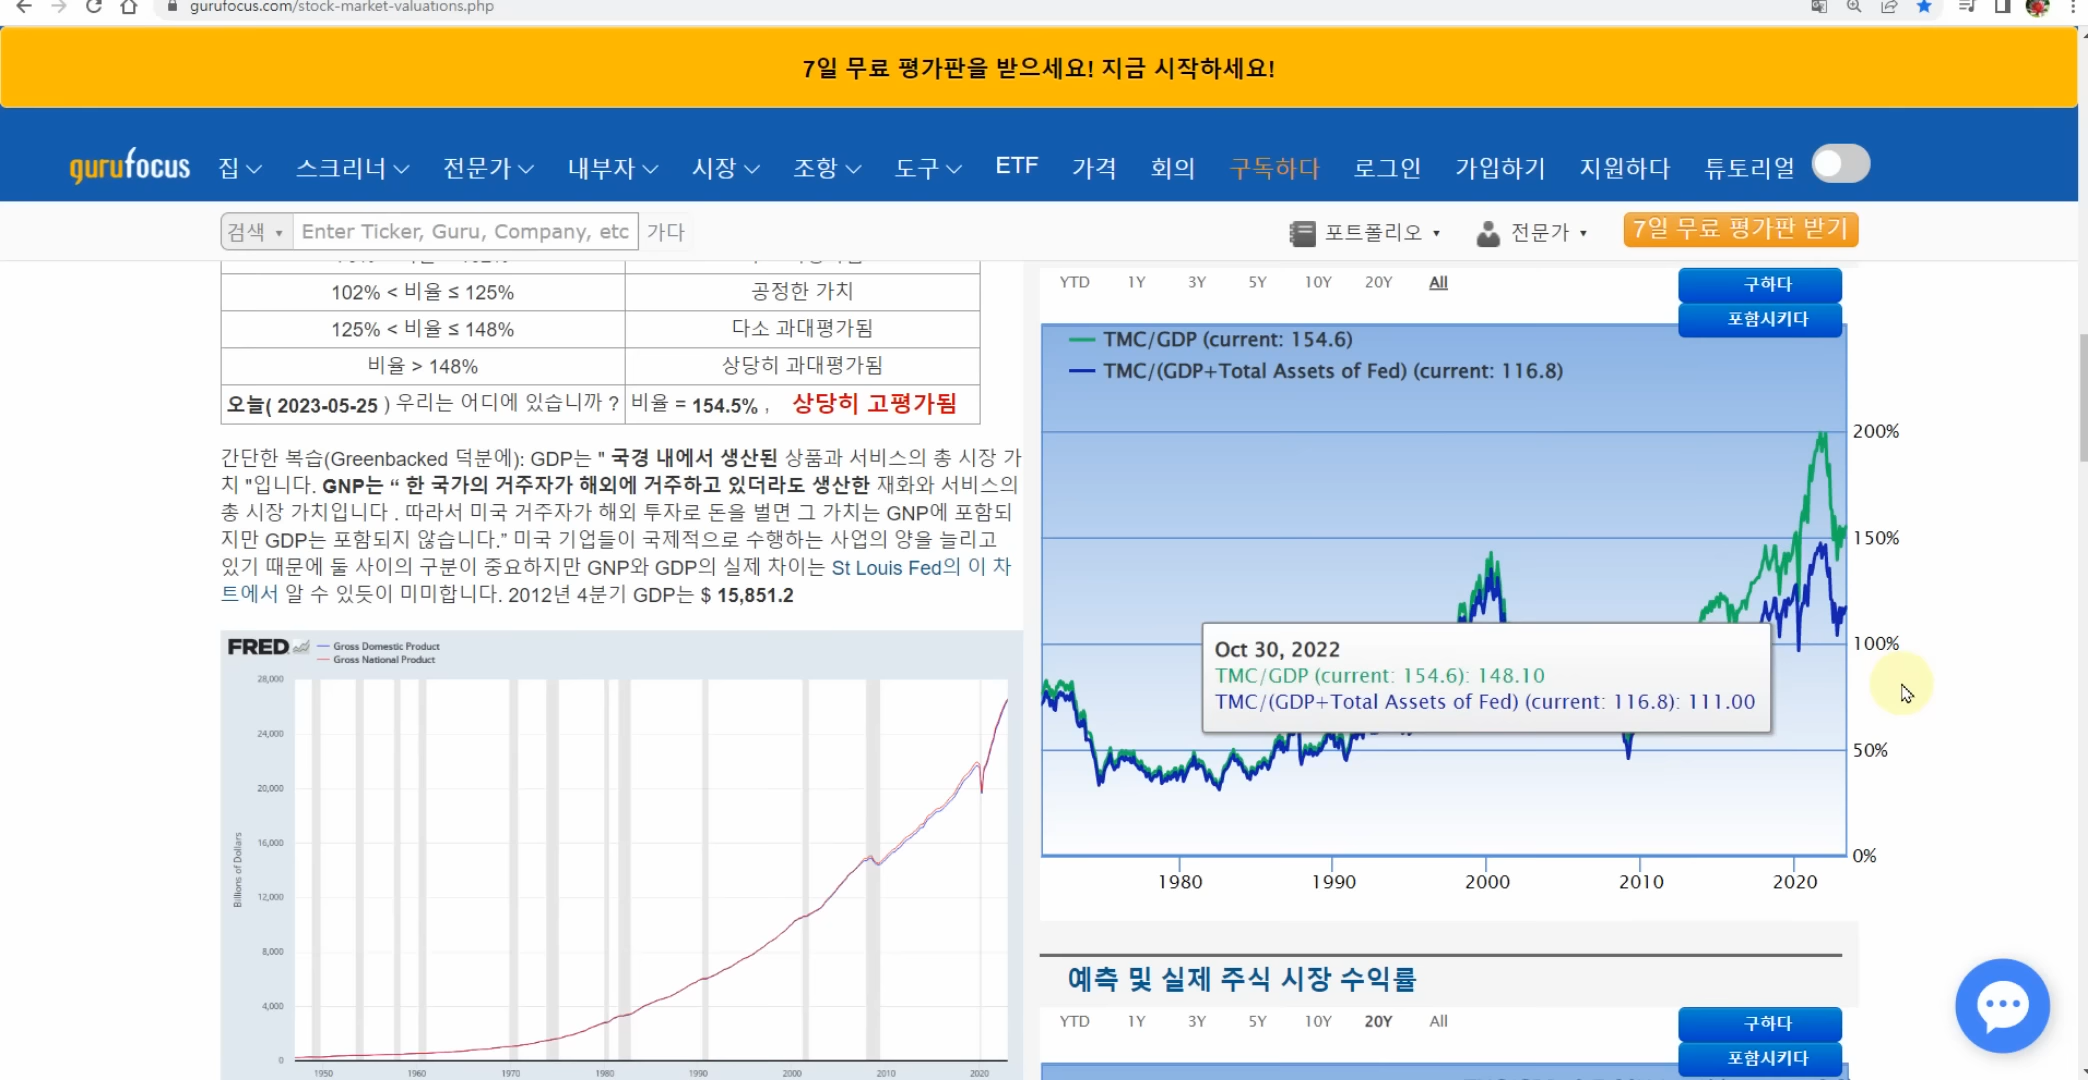 gurufocus.com/stock-market-valuations.php
7일 무료 평가판을 받으세요! 지금 시작하세요!
gurufocus 집 스크리너 전문가 내부자 시장 조항 도구 ETF 가격 회의 구독하다 로그인 가입하기 지원하다 튜토리얼
검색 Enter Ticker, Guru, Company, etc 가다 포트폴리오 전문가 7일 무료 평가판 받기
102% < 비율 ≤ 125% 공정한 가치
125% < 비율 ≤ 148% 다소 과대평가됨
비율 > 148% 상당히 과대평가됨
오늘( 2023-05-25 ) 우리는 어디에 있습니까 ? 비율 = 154.5% , 상당히 고평가됨
간단한 복습(Greenbacked 덕분에): GDP는 " 국경 내에서 생산된 상품과 서비스의 총 시장 가
치 "입니다. GNP는 “ 한 국가의 거주자가 해외에 거주하고 있더라도 생산한 재화와 서비스의
총 시장 가치입니다 . 따라서 미국 거주자가 해외 투자로 돈을 벌면 그 가치는 GNP에 포함되
지만 GDP는 포함되지 않습니다.” 미국 기업들이 국제적으로 수행하는 사업의 양을 늘리고
있기 때문에 둘 사이의 구분이 중요하지만 GNP와 GDP의 실제 차이는 St Louis Fed의 이 차
트에서 알 수 있듯이 미미합니다. 2012년 4분기 GDP는 $ 15,851.2
FRED
Gross Domestic Product
Gross National Product
28,000
24,000
20,000
16,000
12,000
8,000
4,000
0
Billions of Dollars
1950 1960 1970 1980 1990 2000 2010 2020
YTD 1Y 3Y 5Y 10Y 20Y All
구하다
포함시키다
TMC/GDP (current: 154.6)
TMC/(GDP+Total Assets of Fed) (current: 116.8)
200%
150%
100%
50%
0%
Oct 30, 2022
TMC/GDP (current: 154.6): 148.10
TMC/(GDP+Total Assets of Fed) (current: 116.8): 111.00
1980 1990 2000 2010 2020
예측 및 실제 주식 시장 수익률
YTD 1Y 3Y 5Y 10Y 20Y All
구하다
포함시키다